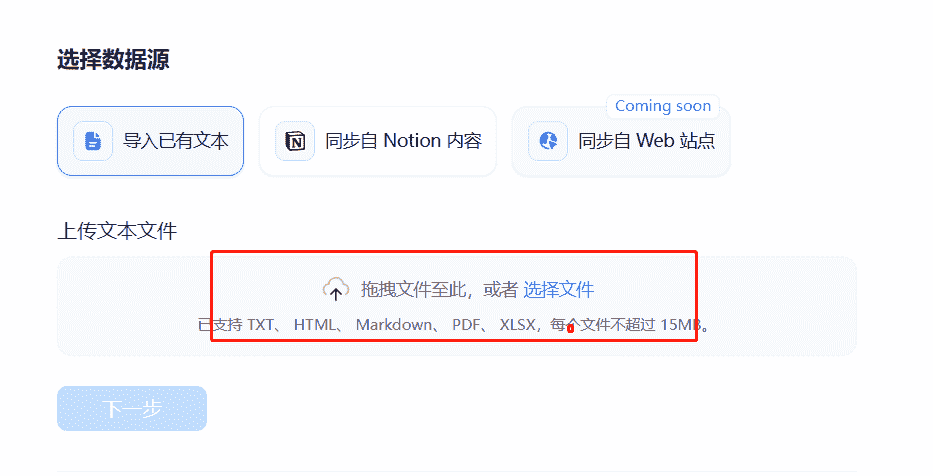 选择数据源
Coming soon
导入已有文本
同步自 Notion 内容
同步自 Web 站点
上传文本文件
拖拽文件至此，或者 选择文件
已支持 TXT、 HTML、 Markdown、 PDF、 XLSX，每个文件不超过 15MB。
下一步